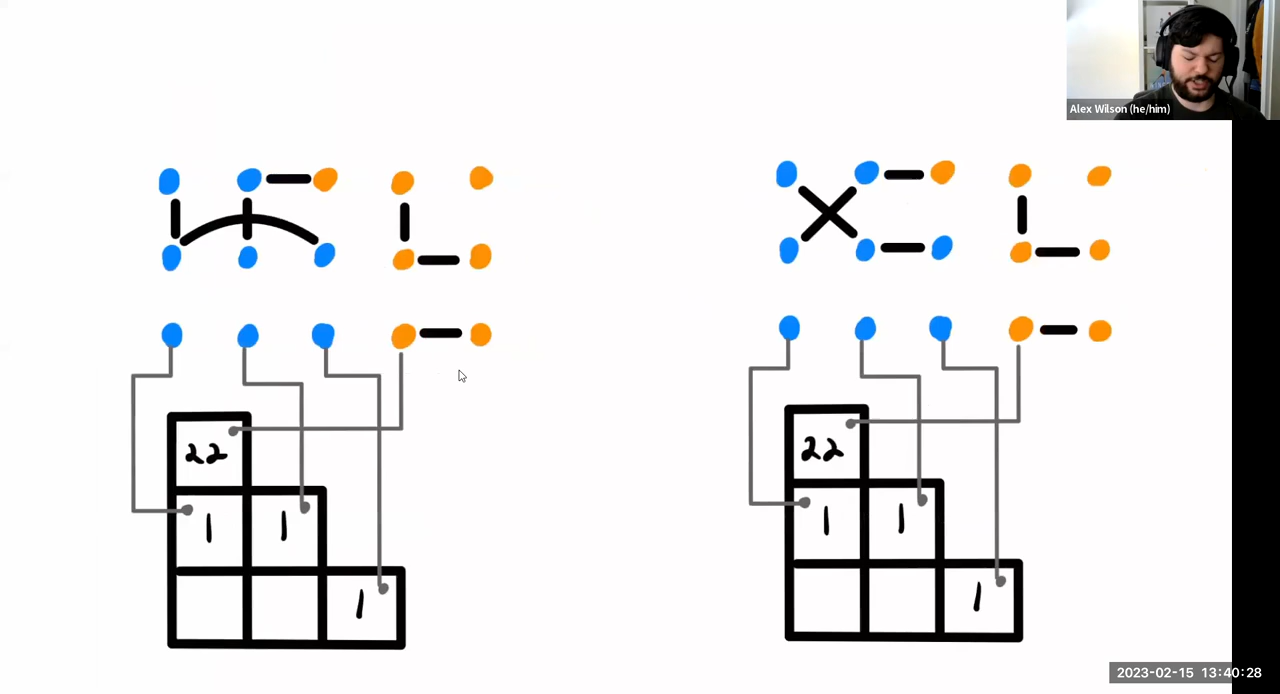 Alex Wilson (he/him)
22 22
1 1 1 1
1 1
2023-02-15 13:40:28